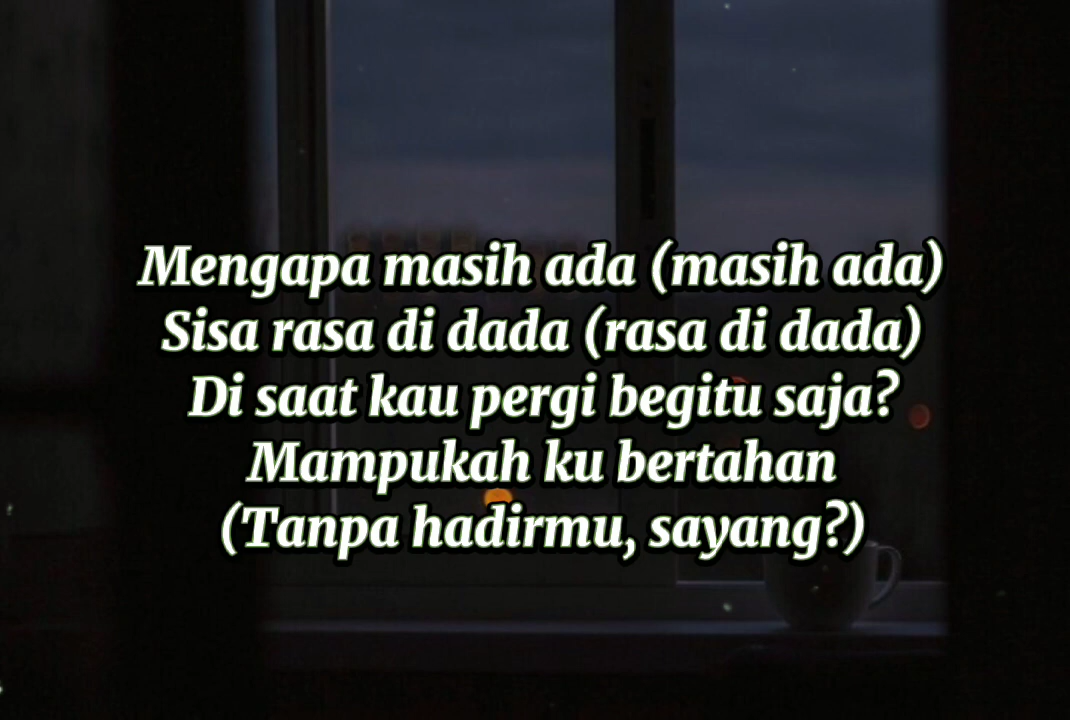 Mengapa masih ada (masih ada)
Sisa rasa di dada (rasa di dada)
Di saat kau pergi begitu saja?
Mampukah ku bertahan
(Tanpa hadirmu, sayang?)